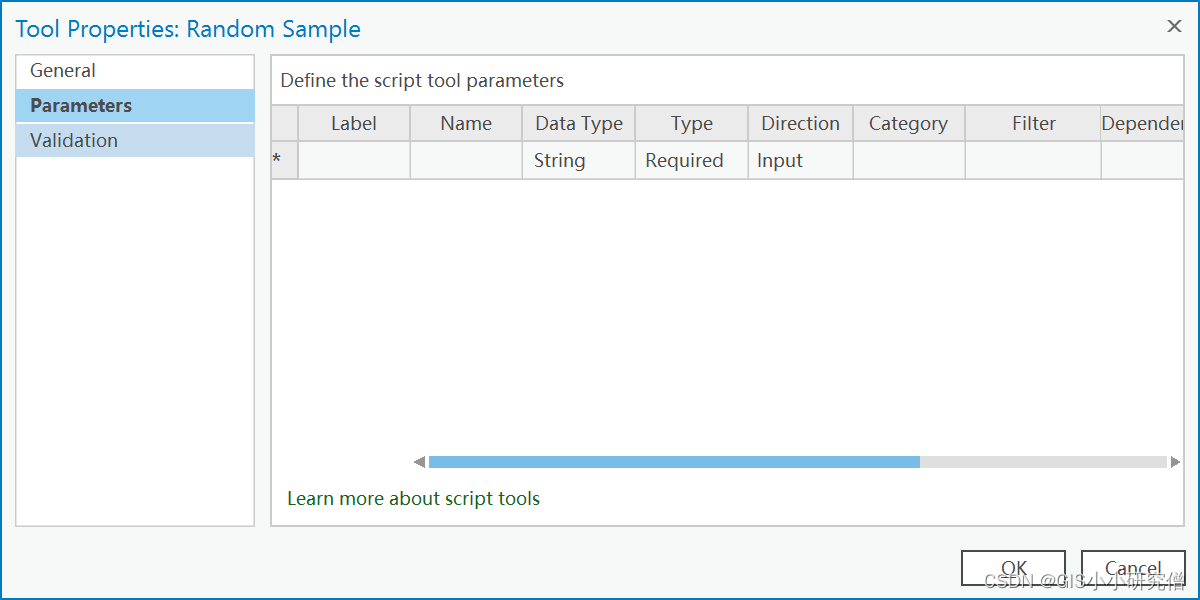 Tool Properties: Random Sample
General
Parameters
Validation
Define the script tool parameters
Label Name Data Type Type Direction Category Filter Depender
* String Required Input
Learn more about script tools
OK Cancel
CSDN @GIS小小研究僧